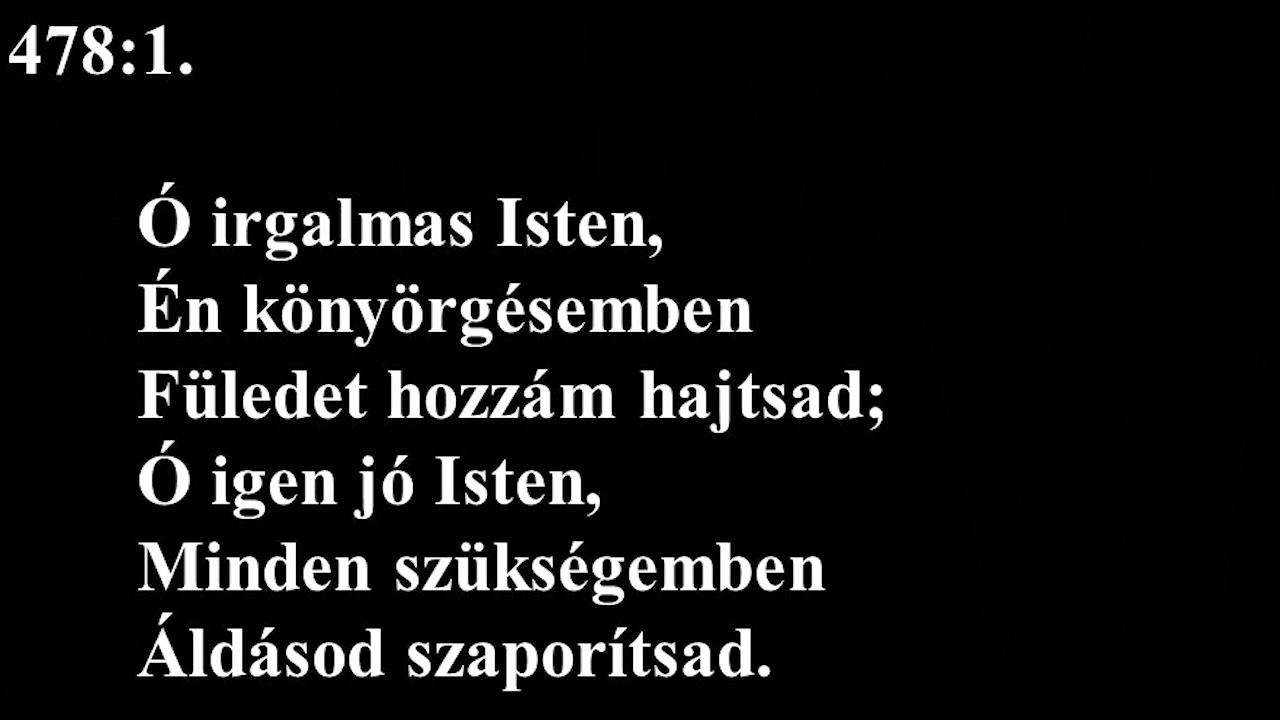 478:1.
Ó irgalmas Isten,
Én könyörgésemben
Füledet hozzám hajtsad;
Ó igen jó Isten,
Minden szükségemben
Áldásod szaporítsad.